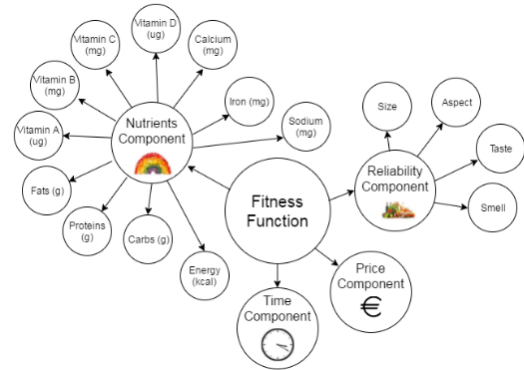 Vitamin D
(ug)
Vitamin C
(mg)
Calcium
(mg)
Vitamin B
(mg)
Nutrients
Component
Iron (mg)
Sodium
(mg)
Vitamin A
(ug)
Fats (g)
Proteins
(g)
Carbs (g)
Energy
(kcal)
Fitness
Function
Size
Aspect
Taste
Reliability
Component
Smell
Price
Component
€
Time
Component